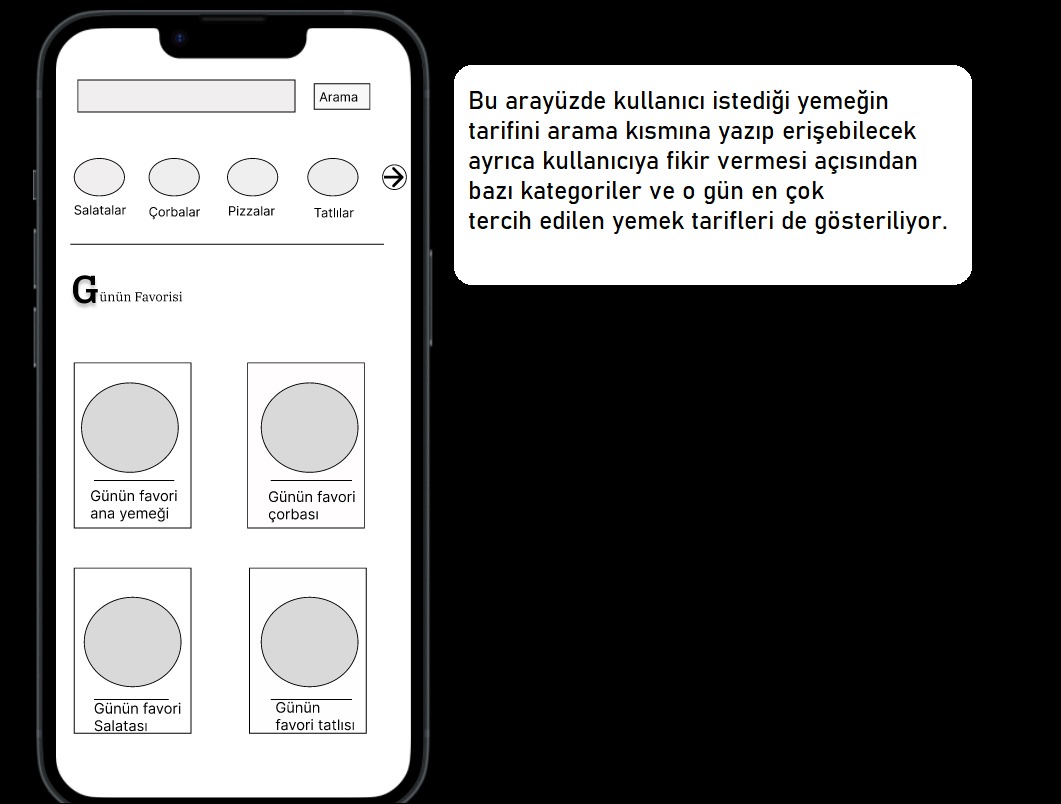 Arama
Salatalar
Çorbalar
Pizzalar
Tatlılar
Günün Favorisi
Günün favori
ana yemeği
Günün favori
çorbası
Günün favori
Salatası
Günün
favori tatlısı
Bu arayüzde kullanıcı istediği yemeğin
tarifini arama kısmına yazıp erişebilecek
ayrıca kullanıcıya fikir vermesi açısından
bazı kategoriler ve o gün en çok
tercih edilen yemek tarifleri de gösteriliyor.